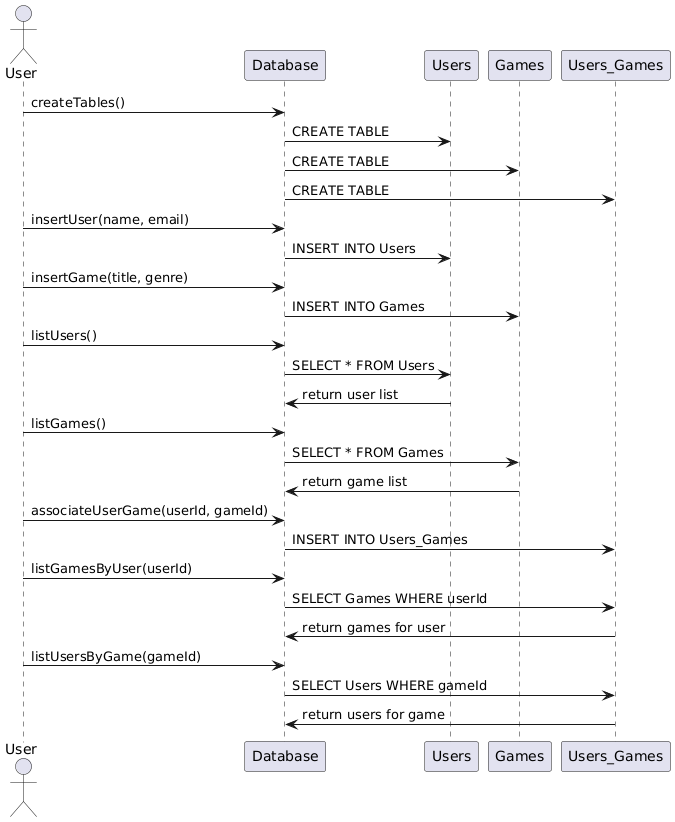 User
Database
Users
Games
Users_Games
createTables()
CREATE TABLE
CREATE TABLE
CREATE TABLE
insertUser(name, email)
INSERT INTO Users
insertGame(title, genre)
INSERT INTO Games
listUsers()
SELECT * FROM Users
return user list
listGames()
SELECT * FROM Games
return game list
associateUserGame(userId, gameId)
INSERT INTO Users_Games
listGamesByUser(userId)
SELECT Games WHERE userId
return games for user
listUsersByGame(gameId)
SELECT Users WHERE gameId
return users for game
User
Database
Users
Games
Users_Games